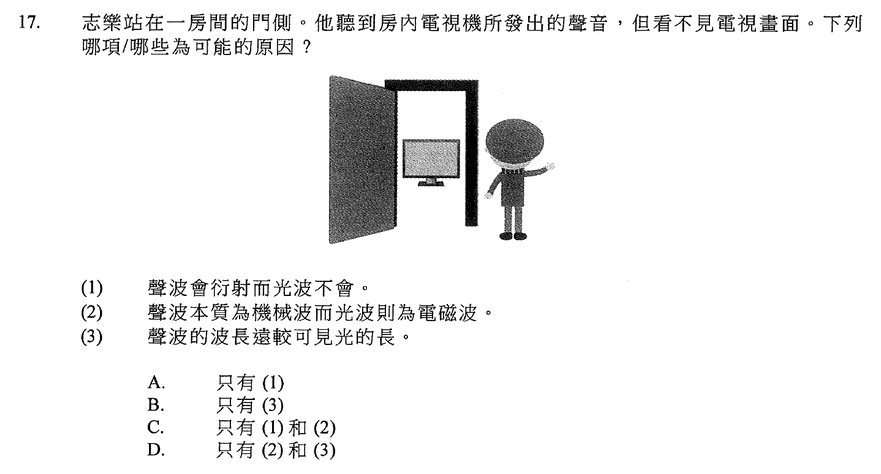 17. 志樂站在一房間的門側。他聽到房內電視機所發出的聲音，但看不見電視畫面。下列
哪項/哪些為可能的原因？
(1) 聲波會衍射而光波不會。
(2) 聲波本質為機械波而光波則為電磁波。
(3) 聲波的波長遠較可見光的長。
A. 只有 (1)
B. 只有 (3)
C. 只有 (1) 和 (2)
D. 只有 (2) 和 (3)